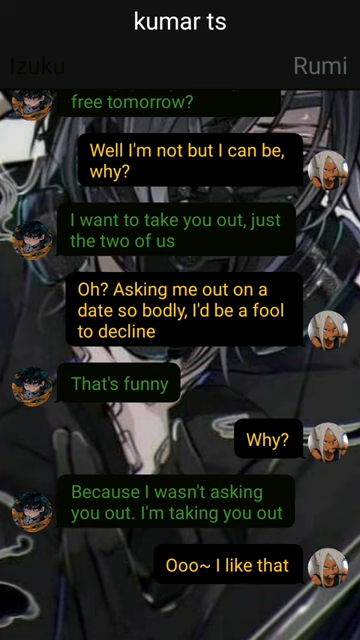 kumar ts
Izuku
Rumi
free tomorrow?
Well I'm not but I can be,
why?
I want to take you out, just
the two of us
Oh? Asking me out on a
date so bodly, I'd be a fool
to decline
That's funny
Why?
Because I wasn't asking
you out. I'm taking you out
Ooo~ I like that